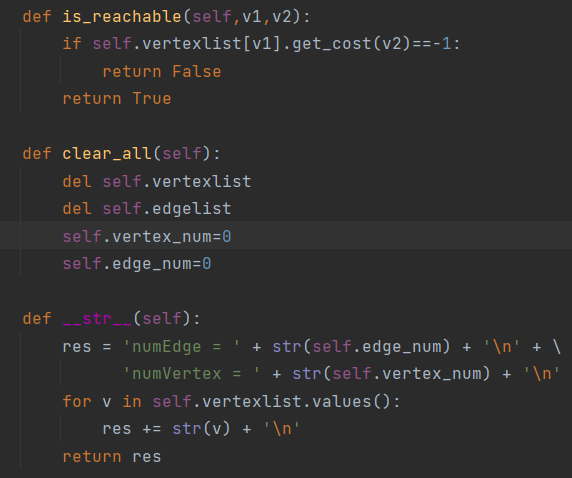 def is_reachable(self,v1,v2):
    if self.vertexlist[v1].get_cost(v2)==-1:
        return False
    return True

def clear_all(self):
    del self.vertexlist
    del self.edgelist
    self.vertex_num=0
    self.edge_num=0

def __str__(self):
    res = 'numEdge = ' + str(self.edge_num) + '\n' + \
          'numVertex = ' + str(self.vertex_num) + '\n'
    for v in self.vertexlist.values():
        res += str(v) + '\n'
    return res